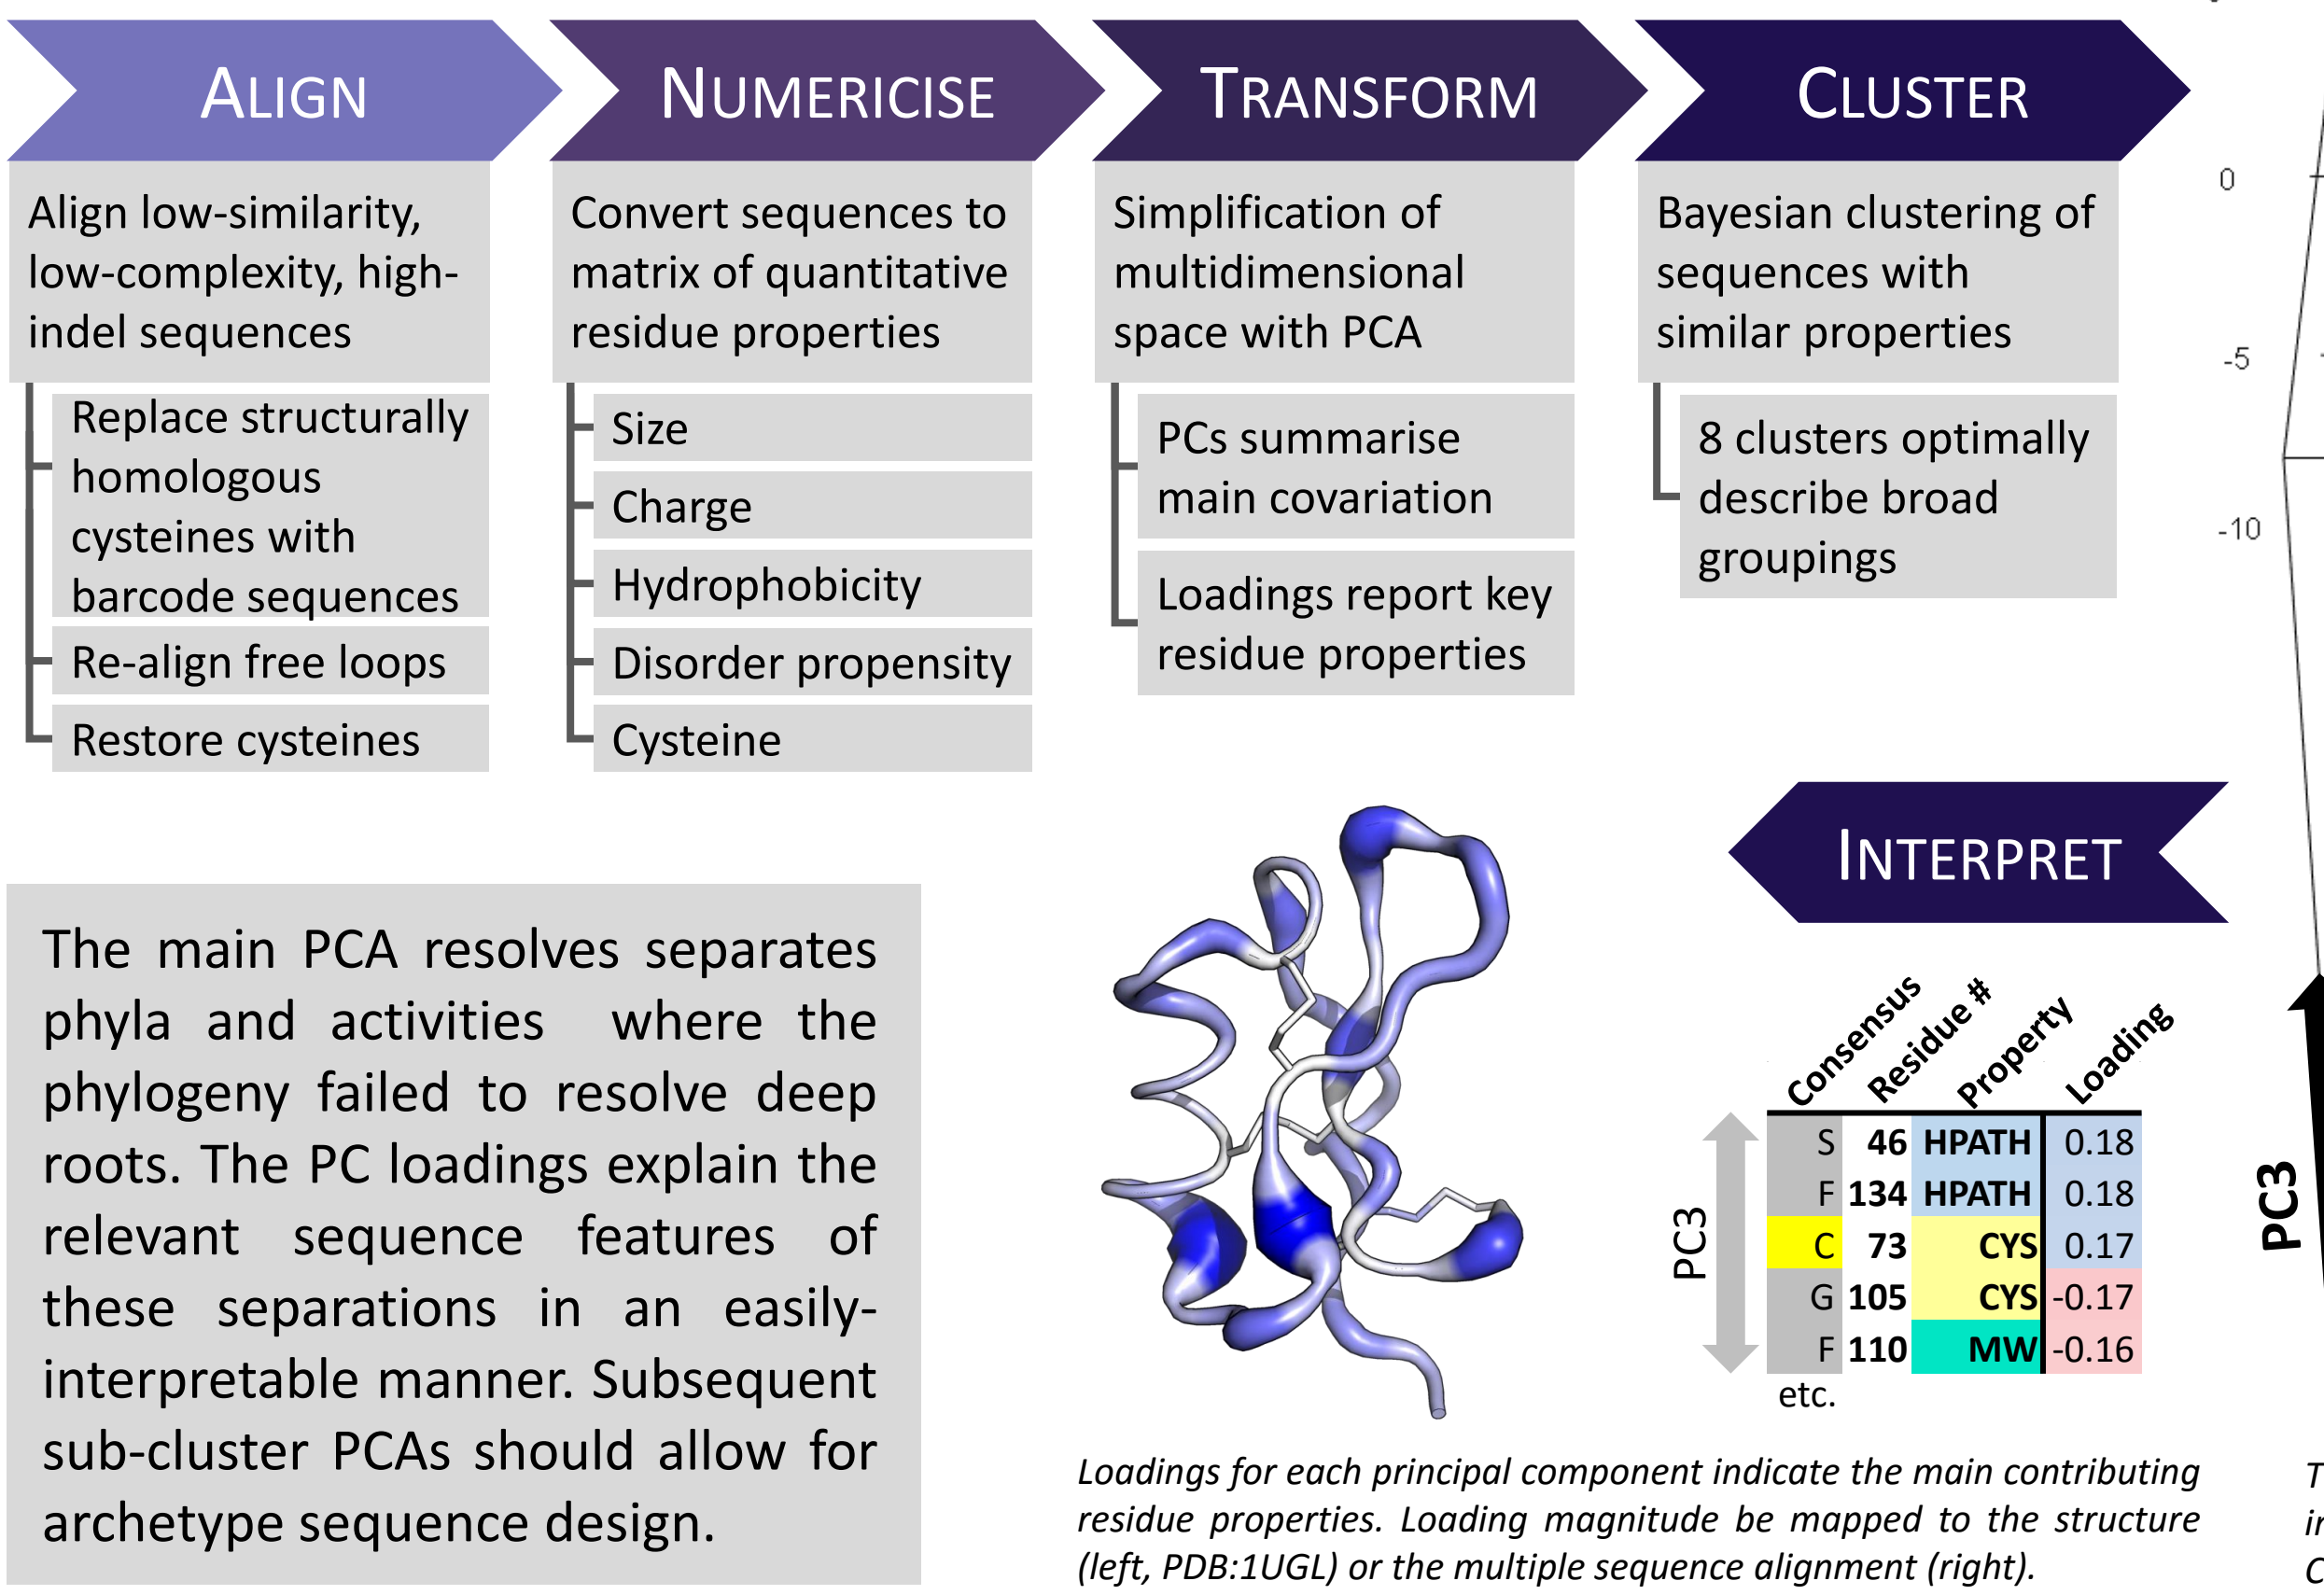 ALIGN
Align low-similarity,
low-complexity, high-
indel sequences
Replace structurally
homologous
cysteines with
barcode sequences
Re-align free loops
Restore cysteines
NUMERICISE
Convert sequences to
matrix of quantitative
residue properties
Size
Charge
Hydrophobicity
Disorder propensity
Cysteine
TRANSFORM
Simplification of
multidimensional
space with PCA
PCs summarise
main covariation
Loadings report key
residue properties
CLUSTER
Bayesian clustering of
sequences with
similar properties
8 clusters optimally
describe broad
groupings
0
-5
-10
PC3
INTERPRET
The main PCA resolves separates
phyla and activities where the
phylogeny failed to resolve deep
roots. The PC loadings explain the
relevant sequence features of
these separations in an easily-
interpretable manner. Subsequent
sub-cluster PCAs should allow for
archetype sequence design.
Consensus Residue # Property Loading
PC3
S 46 HPATH 0.18
F 134 HPATH 0.18
C 73 CYS 0.17
G 105 CYS -0.17
F 110 MW -0.16
etc.
Loadings for each principal component indicate the main contributing
residue properties. Loading magnitude be mapped to the structure
(left, PDB:1UGL) or the multiple sequence alignment (right).